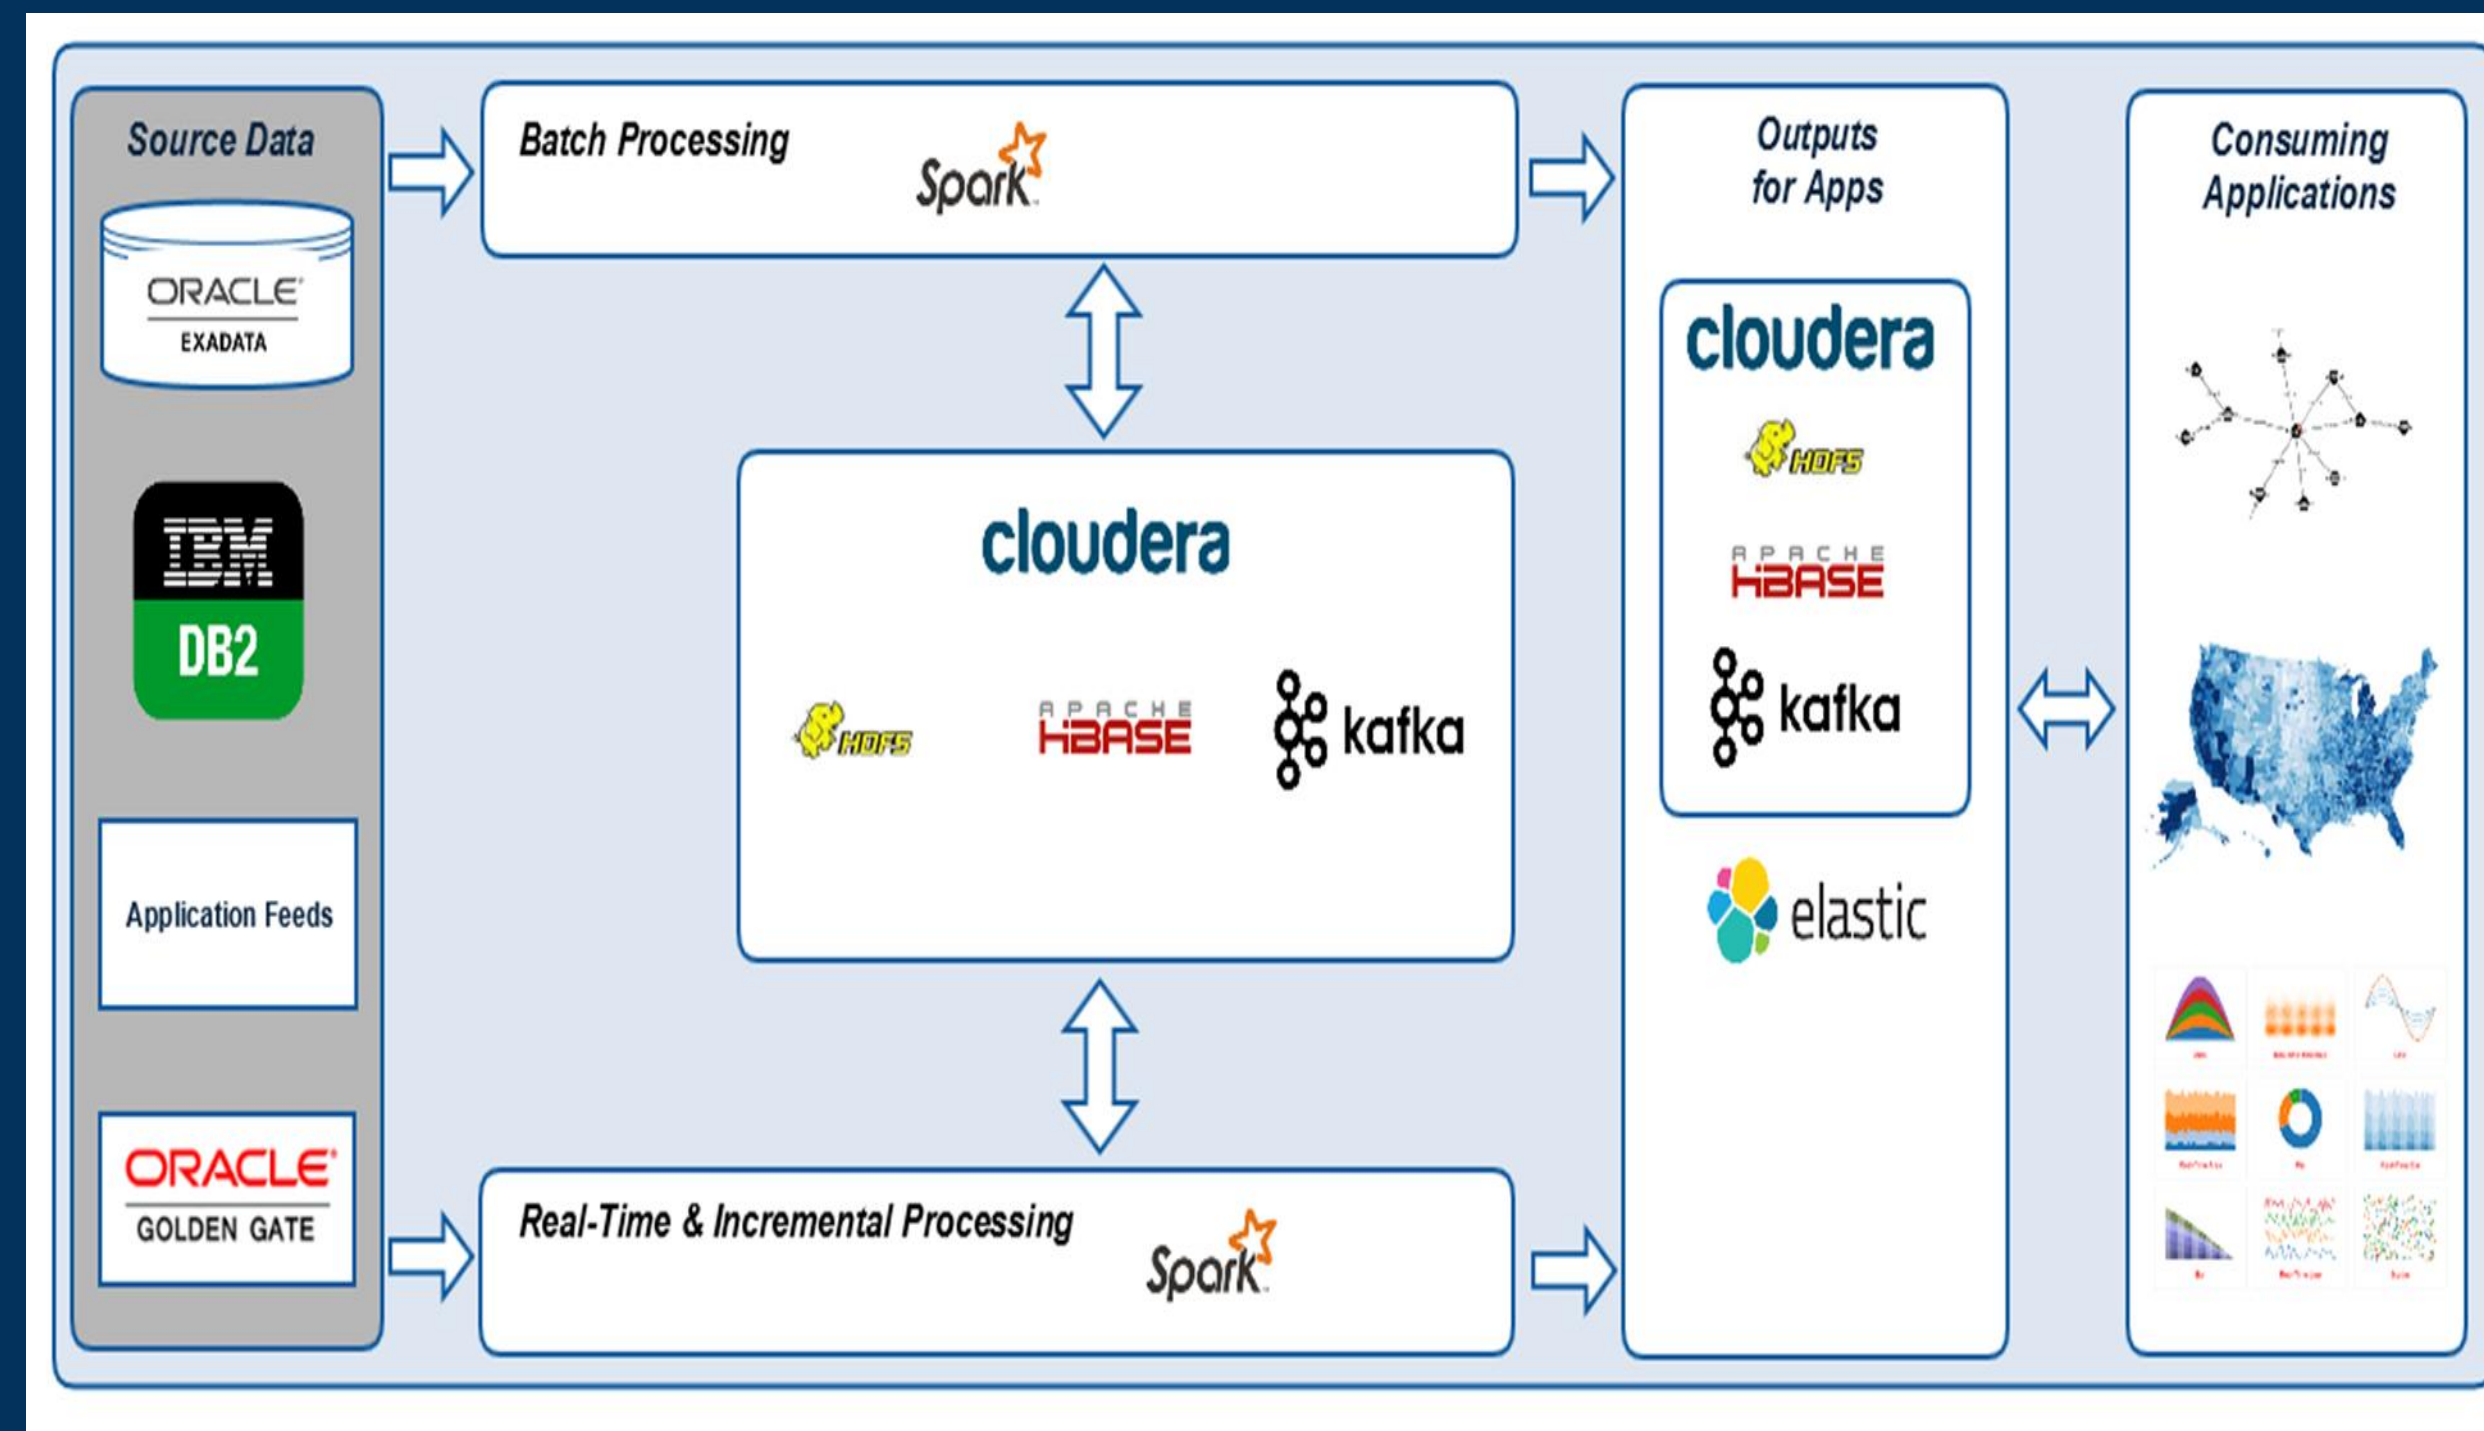 Source Data
ORACLE®
EXADATA
IBM
DB2
Application Feeds
ORACLE®
GOLDEN GATE
Batch Processing
Spark
cloudera
HDFS
APACHE
HBASE
kafka
Real-Time & Incremental Processing
Spark™
Outputs
for Apps
cloudera
HDFS
APACHE
HBASE
kafka
elastic
Consuming
Applications